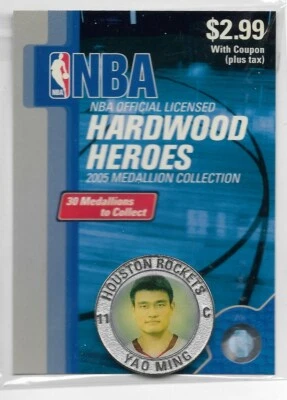 $2.99
With Coupon
(plus tax)
NBA
NBA
NBA OFFICIAL LICENSED
HARDWOOD
HEROES
2005 MEDALLION COLLECTION
30 Medallions
to Collect
HOUSTON ROCKETS
11 C
YAO MING